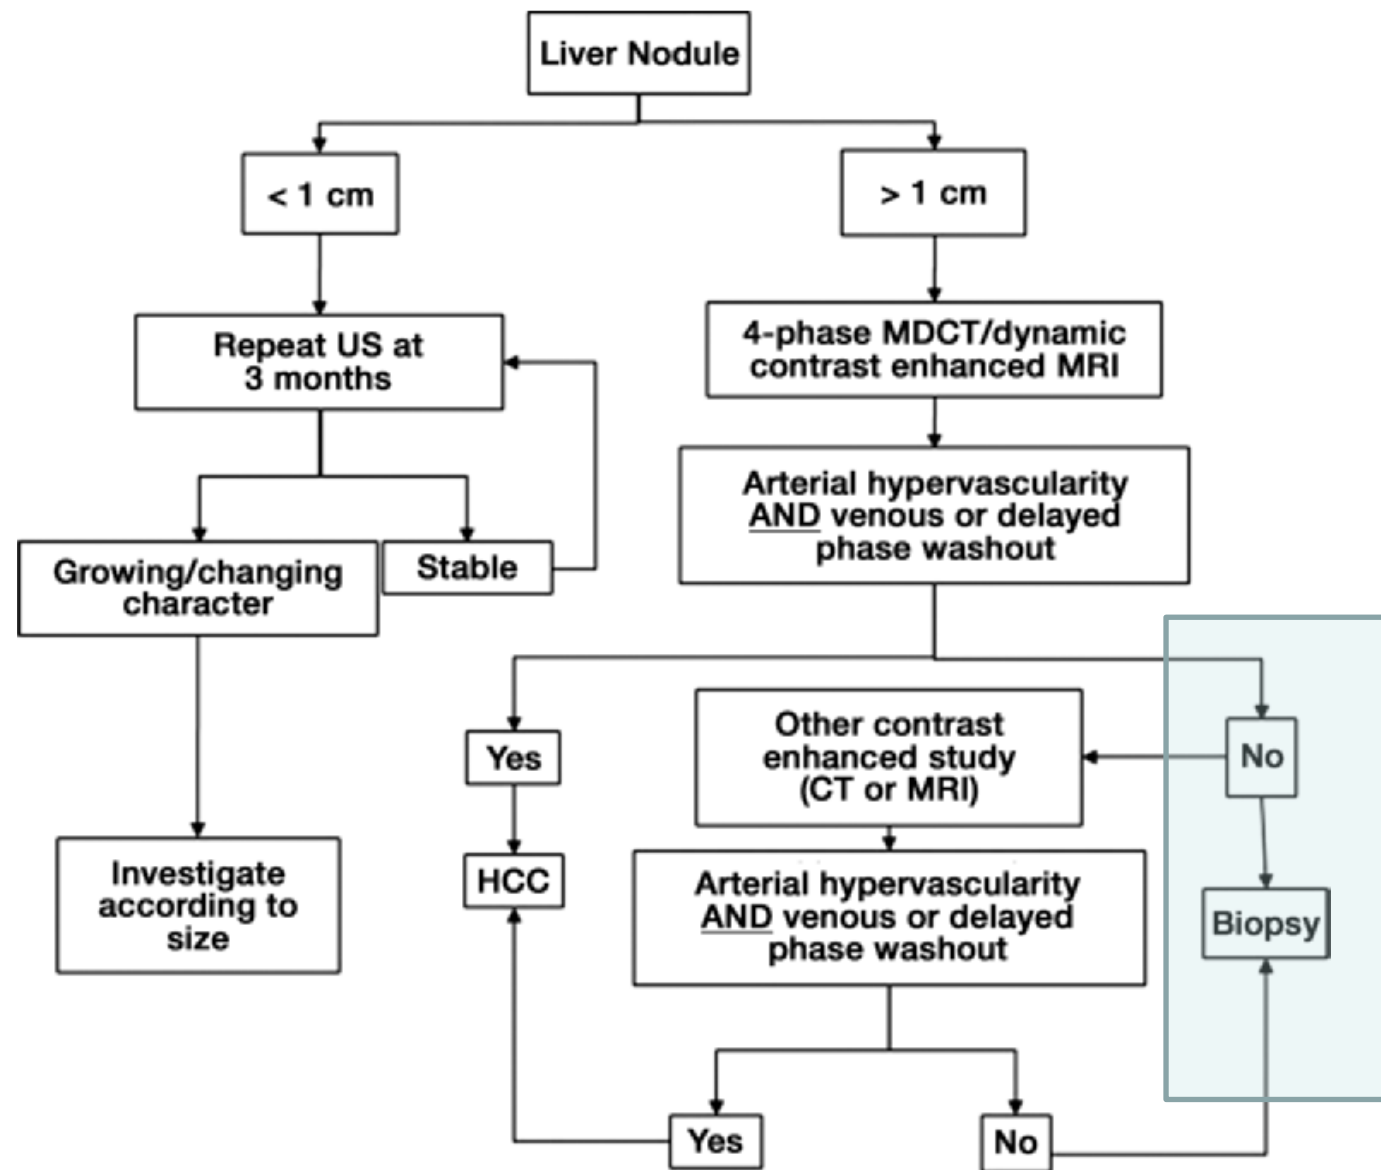 Liver Nodule
< 1 cm
> 1 cm
Repeat US at
3 months
4-phase MDCT/dynamic
contrast enhanced MRI
Arterial hypervascularity
AND venous or delayed
phase washout
Growing/changing
character
Stable
Other contrast
enhanced study
(CT or MRI)
Yes
No
Investigate
according to
size
HCC
Arterial hypervascularity
AND venous or delayed
phase washout
Biopsy
Yes
No